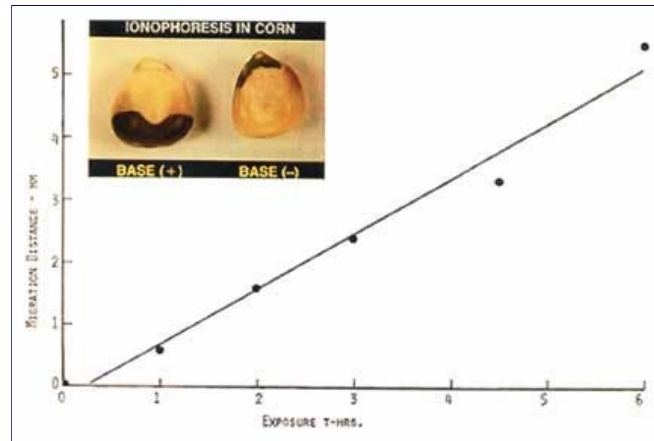 IONOPHORESIS IN CORN
BASE (+) BASE (-)
MIGRATION DISTANCE - MM
5
4
3
2
1
0
0 1 2 3 4 5 6
EXPOSURE T-HRS.